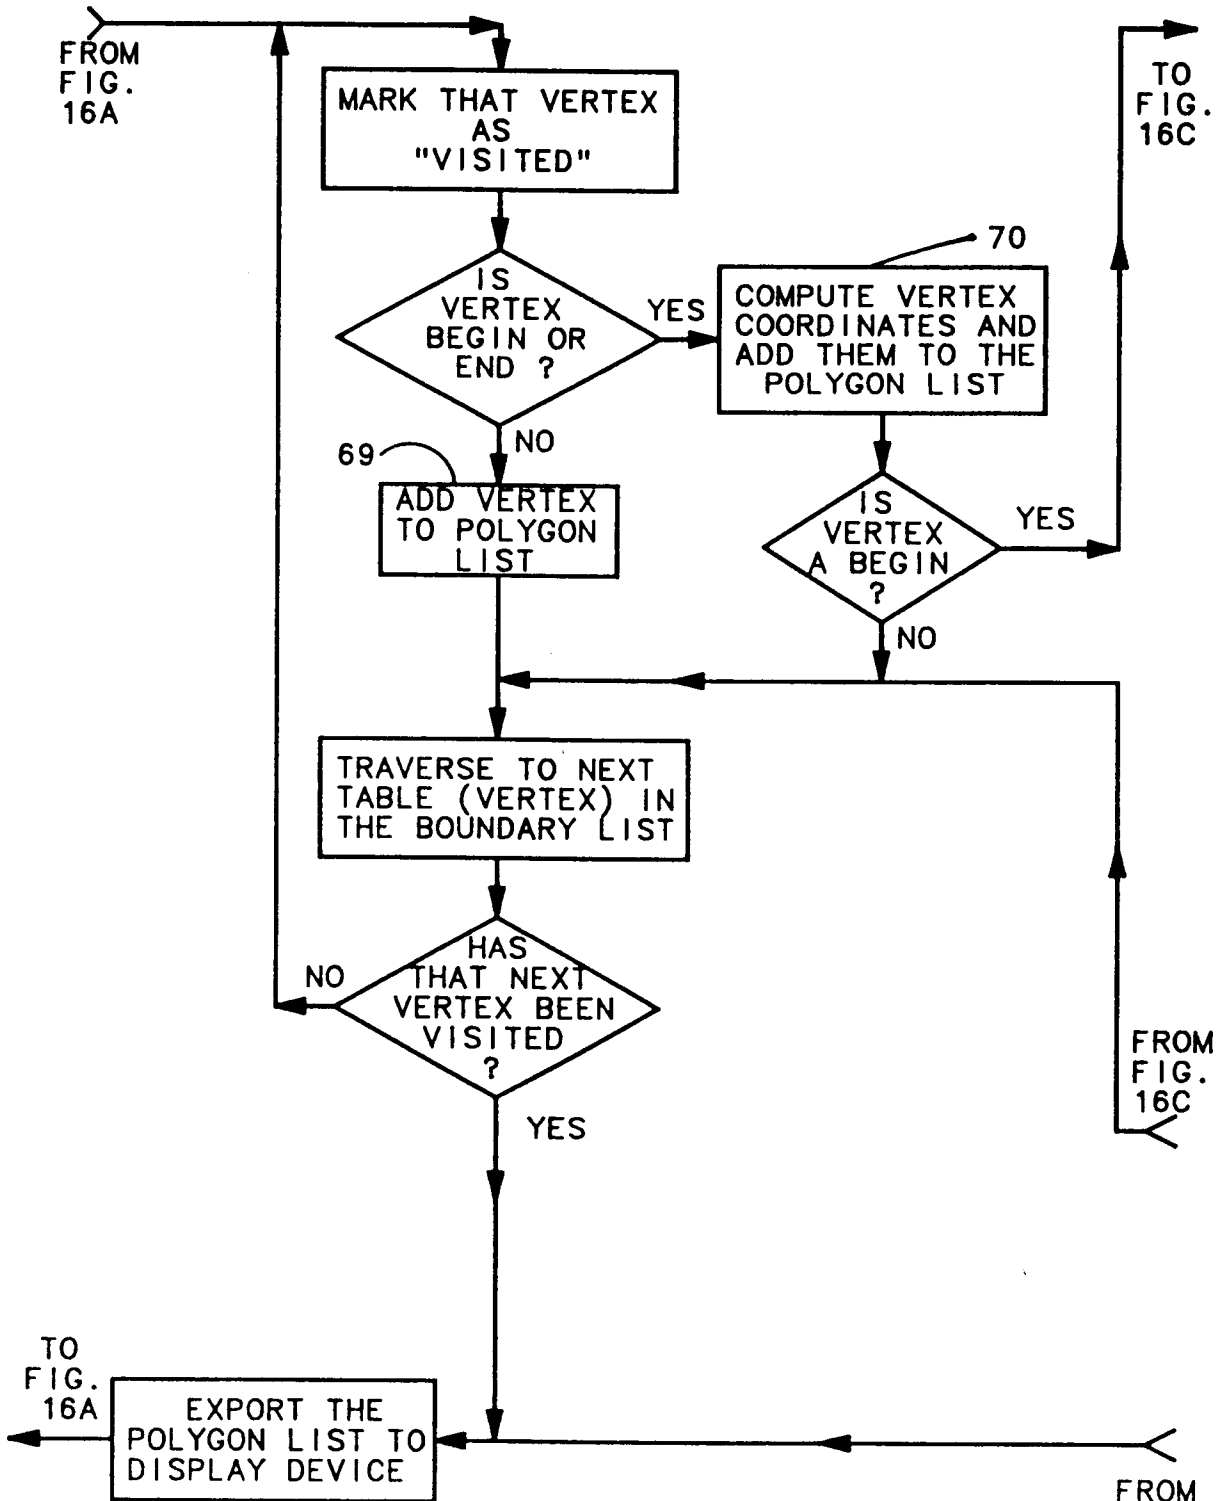 FROM
FIG.
16A
TO
FIG.
16C
MARK THAT VERTEX
AS
"VISITED"
70
IS
VERTEX
BEGIN OR
END ?
YES
COMPUTE VERTEX
COORDINATES AND
ADD THEM TO THE
POLYGON LIST
NO
69
ADD VERTEX
TO POLYGON
LIST
IS
VERTEX
A BEGIN
?
YES
NO
TRAVERSE TO NEXT
TABLE (VERTEX) IN
THE BOUNDARY LIST
HAS
THAT NEXT
VERTEX BEEN
VISITED
?
NO
YES
FROM
FIG.
16C
TO
FIG.
16A
EXPORT THE
POLYGON LIST TO
DISPLAY DEVICE
FROM